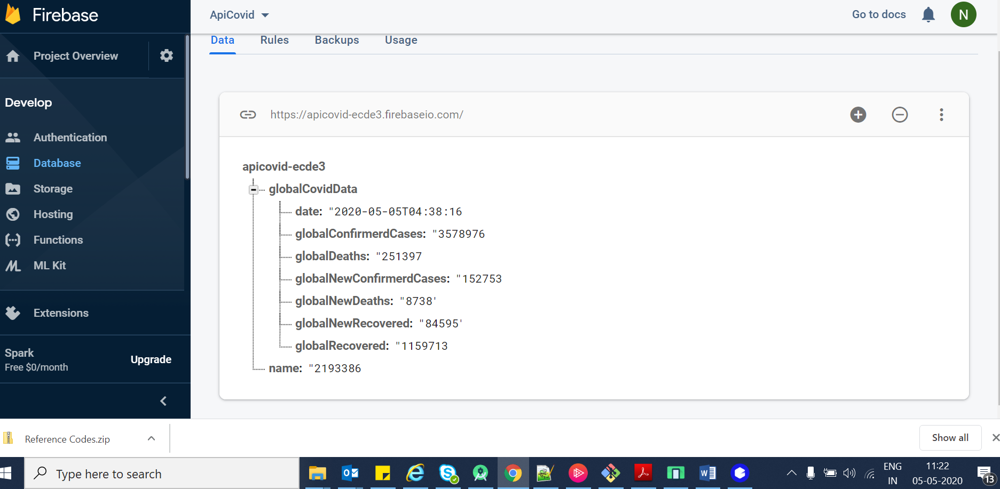 Firebase
ApiCovid
Go to docs
N
Project Overview
Data Rules Backups Usage
Develop
Authentication
Database
Storage
Hosting
Functions
ML Kit
Extensions
Spark
Free $0/month
Upgrade
https://apicovid-ecde3.firebaseio.com/
apicovid-ecde3
globalCovidData
date: "2020-05-05T04:38:16
globalConfirmerdCases: "3578976
globalDeaths: "251397
globalNewConfirmerdCases: "152753
globalNewDeaths: "8738'
globalNewRecovered: "84595'
globalRecovered: "1159713
name: "2193386
Reference Codes.zip
Show all
Type here to search
ENG
IN
11:22
05-05-2020
13